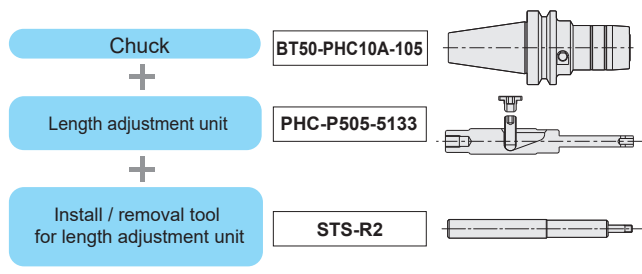 Chuck
BT50-PHC10A-105
+
Length adjustment unit
PHC-P505-5133
+
Install / removal tool
for length adjustment unit
STS-R2